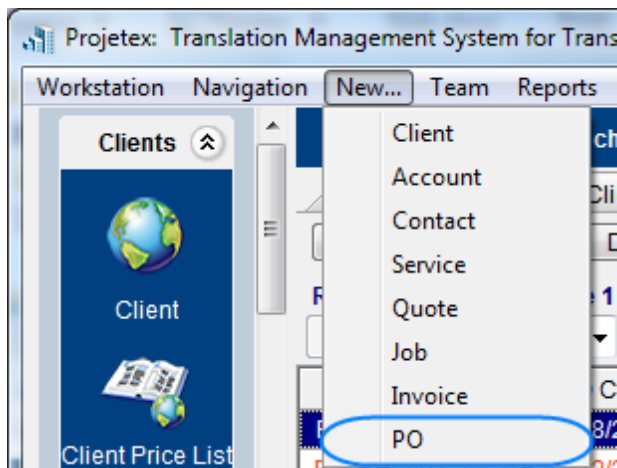 Projetex: Translation Management System for Trans
Workstation Navigation New... Team Reports
Clients
Client
Client Price List
Client
Account
Contact
Service
Quote
Job
Invoice
PO